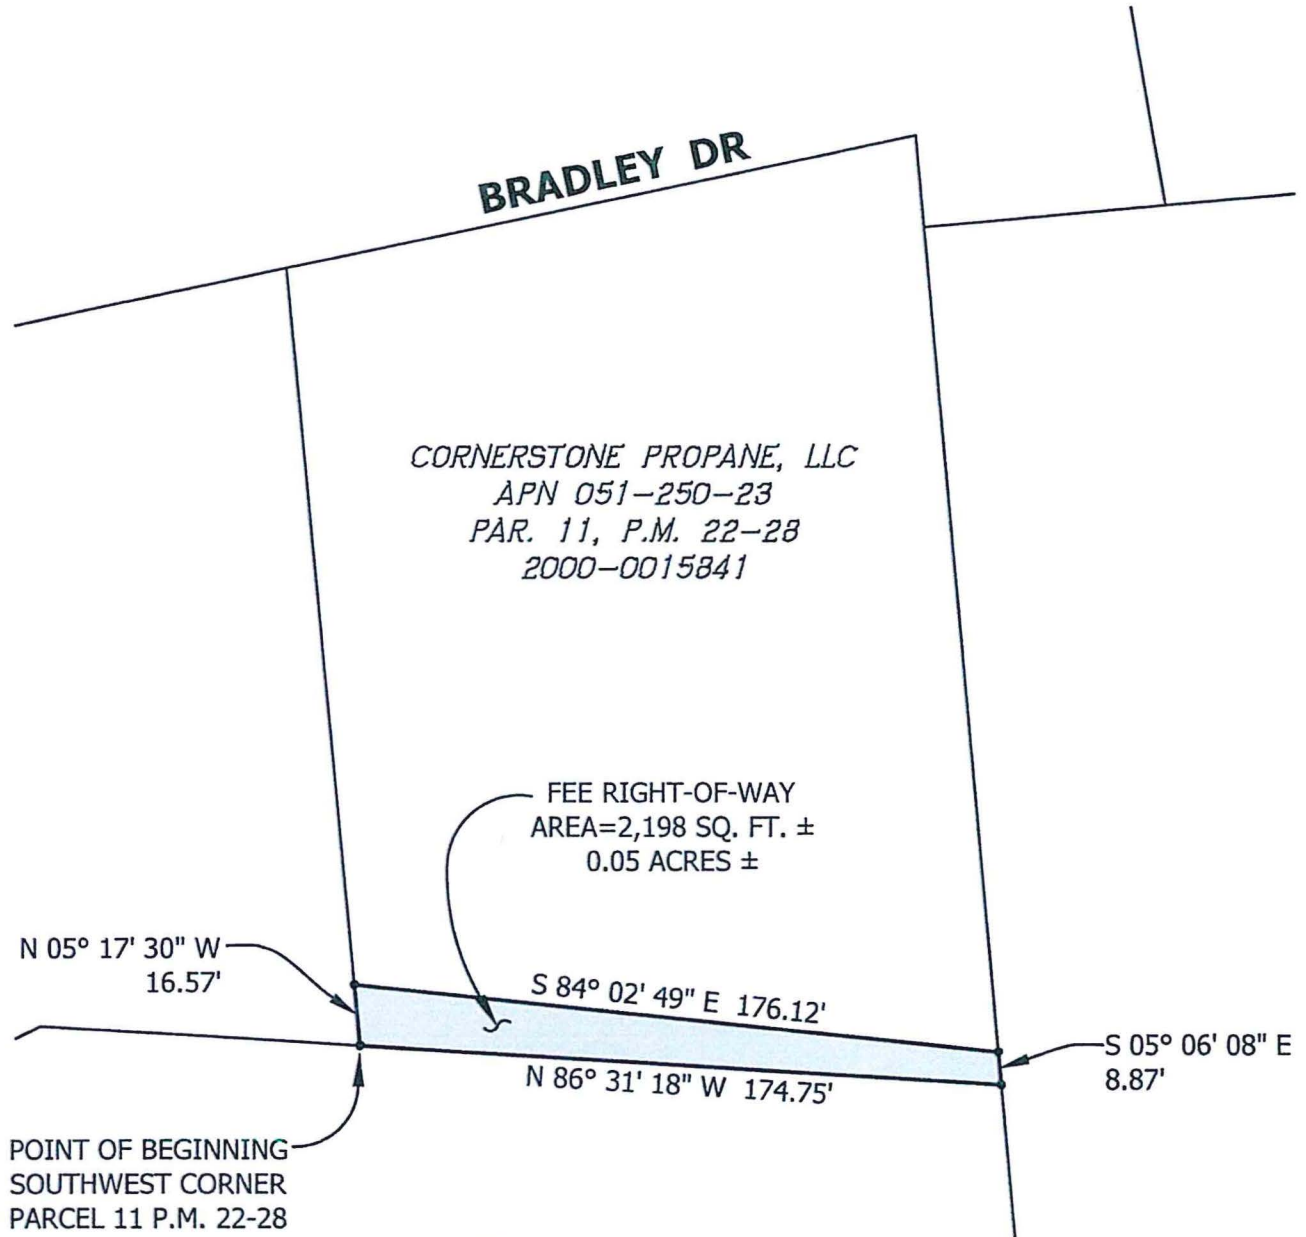 BRADLEY DR
CORNERSTONE PROPANE, LLC
APN 051-250-23
PAR. 11, P.M. 22-28
2000-0015841
FEE RIGHT-OF-WAY
AREA=2,198 SQ. FT. ±
0.05 ACRES ±
N 05° 17' 30" W
16.57'
S 84° 02' 49" E 176.12'
S 05° 06' 08" E
8.87'
N 86° 31' 18" W 174.75'
POINT OF BEGINNING
SOUTHWEST CORNER
PARCEL 11 P.M. 22-28